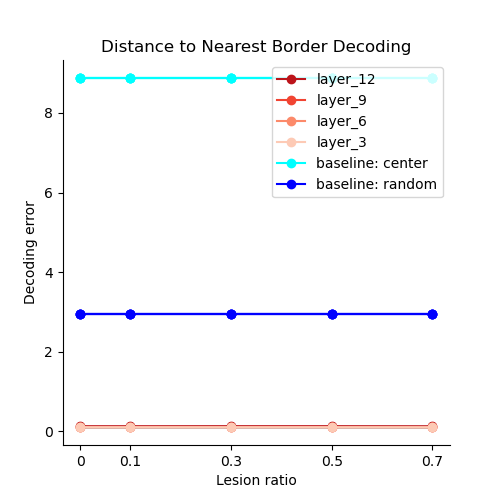 Distance to Nearest Border Decoding
layer_12
layer_9
layer_6
layer_3
baseline: center
baseline: random
Decoding error
8
6
4
2
0
0
0.1
0.3
0.5
0.7
Lesion ratio